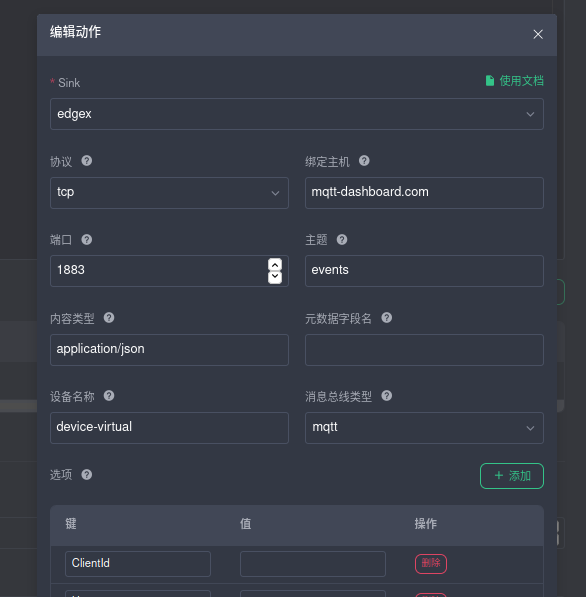 编辑动作
* Sink
使用文档
edgex
协议
绑定主机
tcp
mqtt-dashboard.com
端口
主题
1883
events
内容类型
元数据字段名
application/json
设备名称
消息总线类型
device-virtual
mqtt
选项
+ 添加
键 值 操作
ClientId
删除